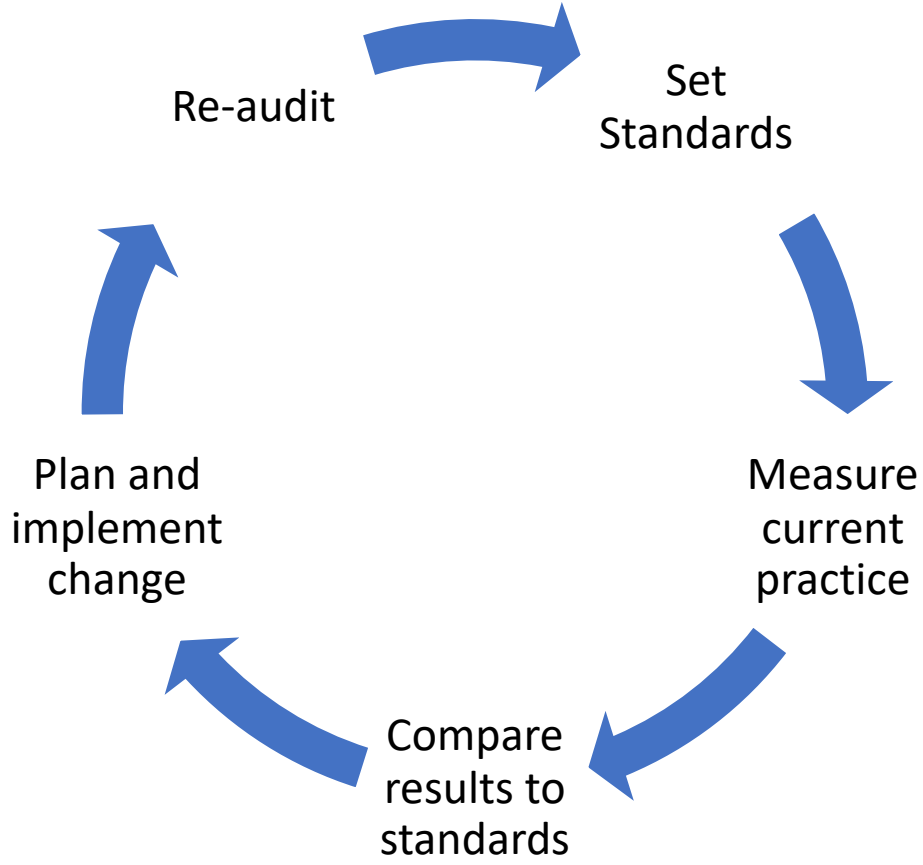 Re-audit
Set
Standards
Measure
current
practice
Compare
results to
standards
Plan and
implement
change